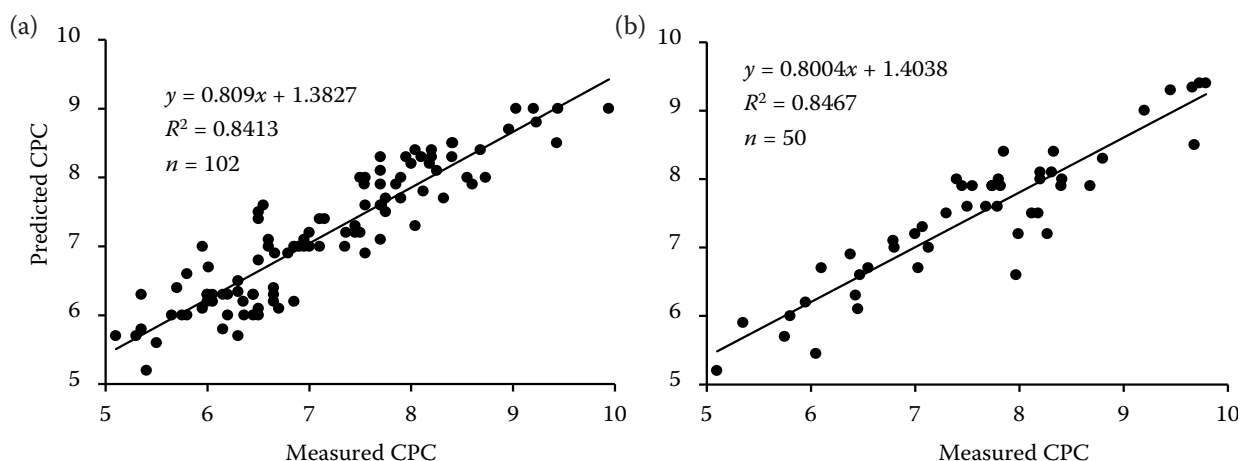 (a)
10
9
8
7
6
5
Predicted CPC
y = 0.809x + 1.3827
R² = 0.8413
n = 102
5 6 7 8 9 10
Measured CPC
(b)
10
9
8
7
6
5
y = 0.8004x + 1.4038
R² = 0.8467
n = 50
5 6 7 8 9 10
Measured CPC